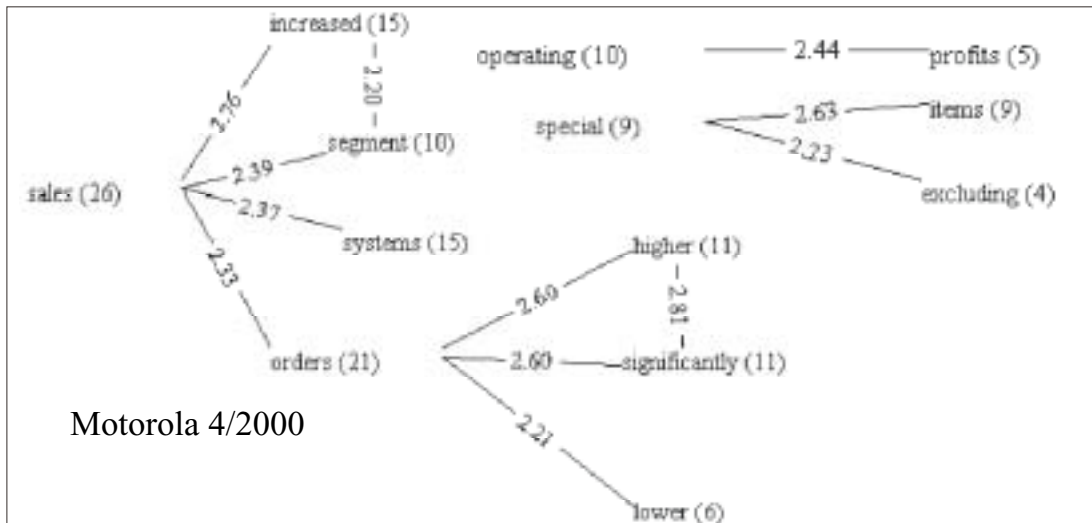 increased (15)
operating (10)
2.44
profits (5)
2.20
2.76
special (9)
2.63
items (9)
segment (10)
2.23
2.39
sales (26)
excluding (4)
2.37
systems (15)
higher (11)
2.33
2.60
2.81
orders (21)
2.60
significantly (11)
Motorola 4/2000
2.21
lower (6)